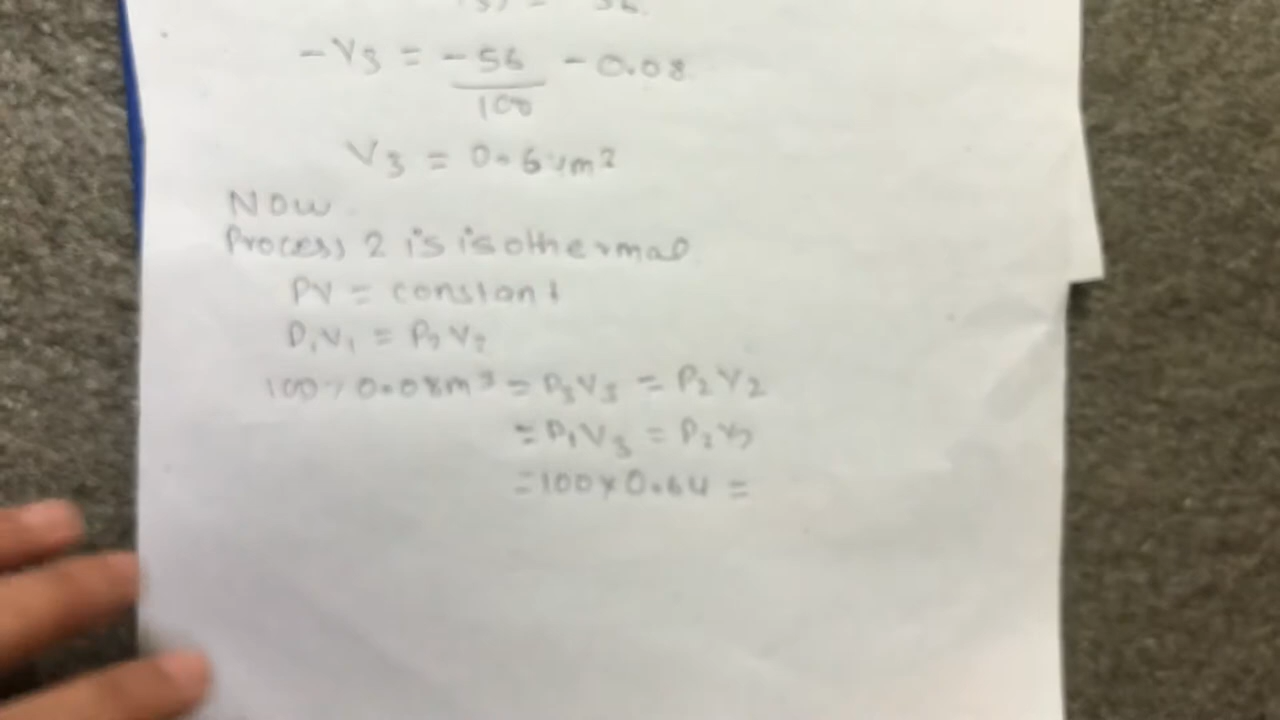 -V3 = -56/100 - 0.08
V3 = 0.64m3
Now
Process 2 is isothermal
PV = constant
P1V1 = P2V2
100 × 0.08m3 = P3V3 = P2V2
= P1V3 = P2V2
= 100 × 0.64 =